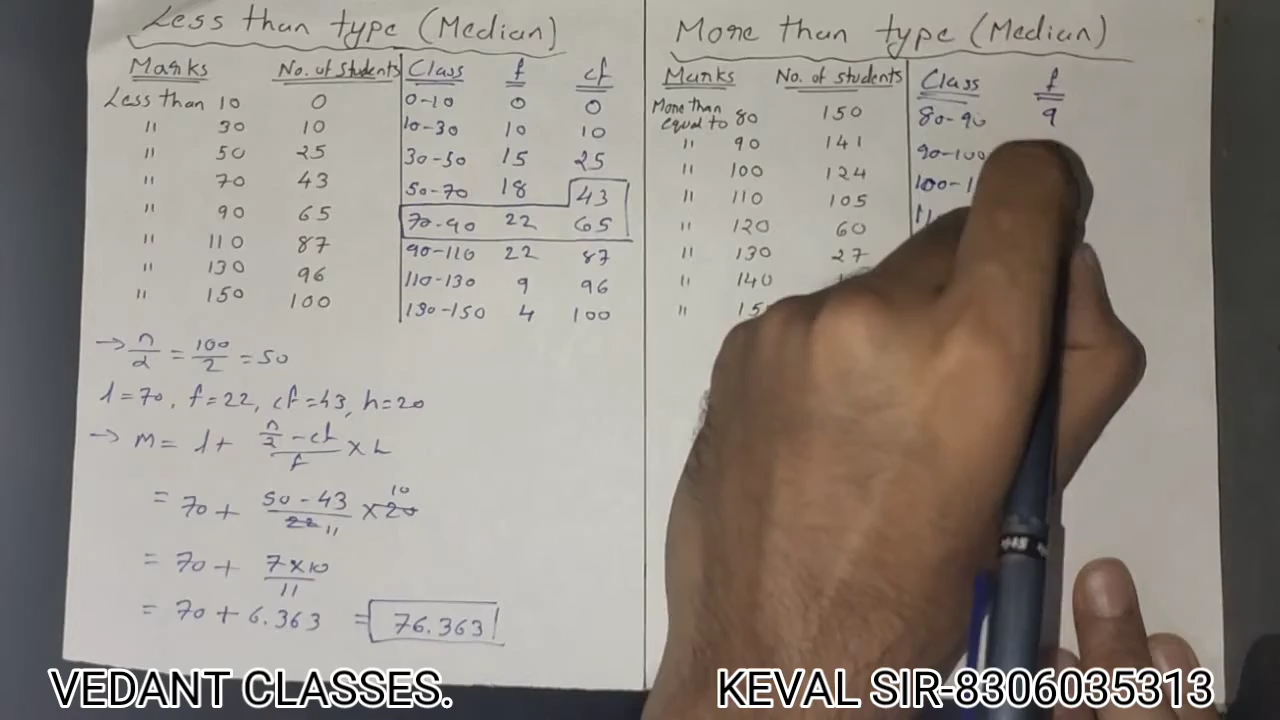 Less than type (Median)
Marks No. of students Class f cf
Less than 10 0 0-10 0 0
" 30 10 10-30 10 10
" 50 25 30-50 15 25
" 70 43 50-70 18 43
" 90 65 70-90 22 65
" 110 87 90-110 22 87
" 130 96 110-130 9 96
" 150 100 130-150 4 100
→ n/2 = 100/2 = 50
l=70, f=22, cf=43, h=20
→ m= l+ n/2 -cf/f ×h
= 70+ 50-43/22 11 ×20 10
= 70+ 7×10/11
= 70+6.363 = 76.363
More than type (Median)
Marks No. of students Class f
More than equal to 80 150 80-90 9
" 90 141 90-100
" 100 124 100-1
" 110 105
" 120 60
" 130 27
" 140
" 15
VEDANT CLASSES. KEVAL SIR-8306035313